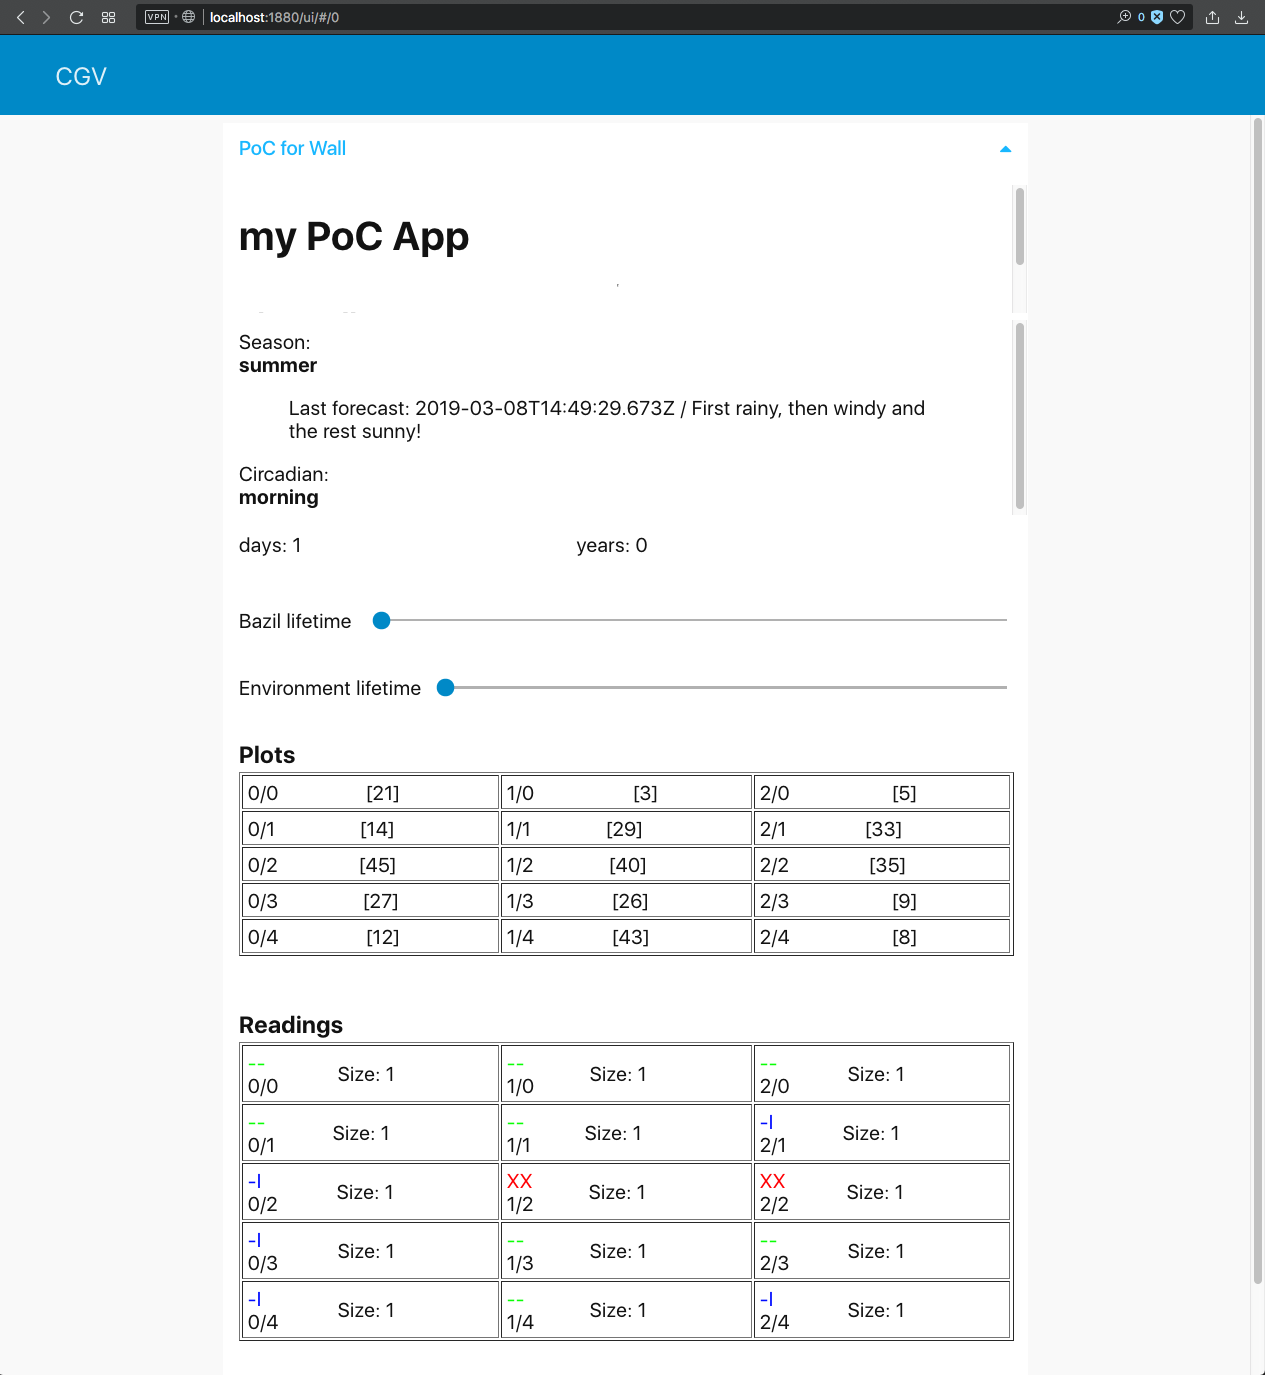 VPN localhost:1880/ui/#/0 0
CGV
PoC for Wall
my PoC App
Season:
summer
Last forecast: 2019-03-08T14:49:29.673Z / First rainy, then windy and
the rest sunny!
Circadian:
morning
days: 1 years: 0
Bazil lifetime
Environment lifetime
Plots
0/0 [21] 1/0 [3] 2/0 [5]
0/1 [14] 1/1 [29] 2/1 [33]
0/2 [45] 1/2 [40] 2/2 [35]
0/3 [27] 1/3 [26] 2/3 [9]
0/4 [12] 1/4 [43] 2/4 [8]
Readings
-- -- --
0/0 Size: 1 1/0 Size: 1 2/0 Size: 1
-- -- -I
0/1 Size: 1 1/1 Size: 1 2/1 Size: 1
-I XX XX
0/2 Size: 1 1/2 Size: 1 2/2 Size: 1
-I -- --
0/3 Size: 1 1/3 Size: 1 2/3 Size: 1
-I -- -I
0/4 Size: 1 1/4 Size: 1 2/4 Size: 1